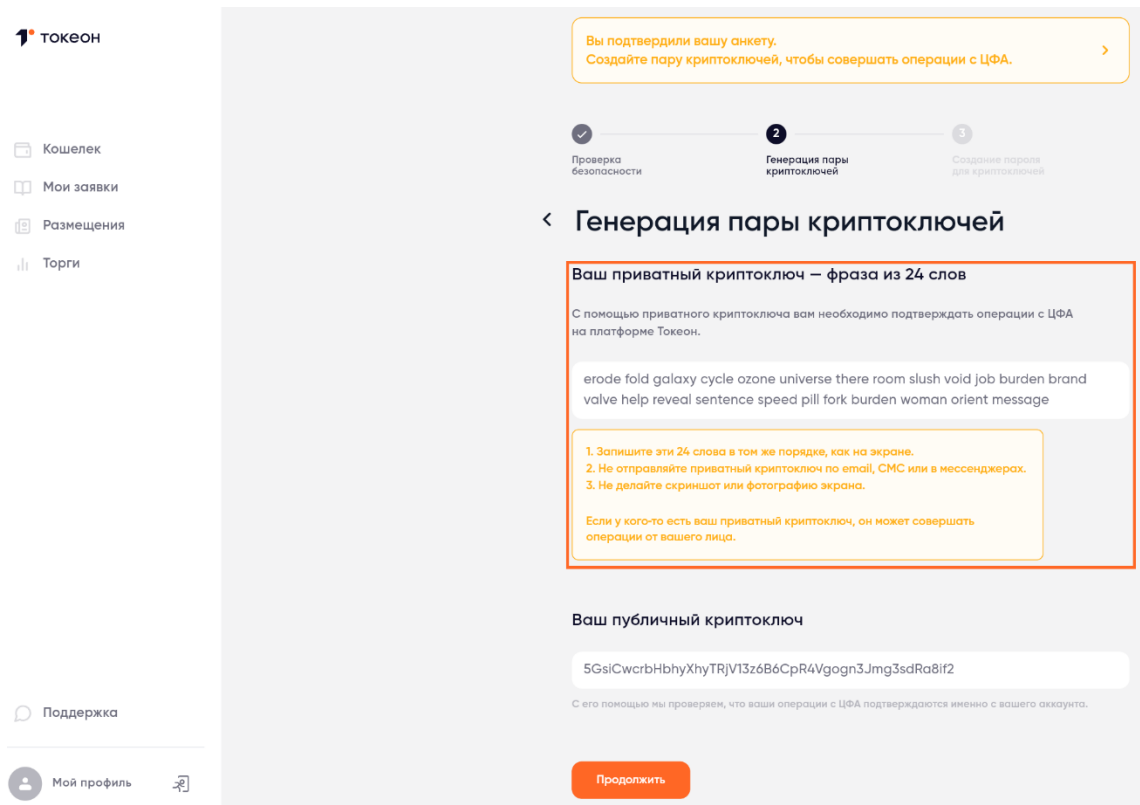 токеон
Кошелек
Мои заявки
Размещения
Торги
Поддержка
Мой профиль
Вы подтвердили вашу анкету.
Создайте пару криптоключей, чтобы совершать операции с ЦФА.
Проверка
безопасности
2
Генерация пары
криптоключей
3
Создание пароля
для криптоключей
Генерация пары криптоключей
Ваш приватный криптоключ — фраза из 24 слов
С помощью приватного криптоключа вам необходимо подтверждать операции с ЦФА
на платформе Токеон.
erode fold galaxy cycle ozone universe there room slush void job burden brand
valve help reveal sentence speed pill fork burden woman orient message
1. Запишите эти 24 слова в том же порядке, как на экране.
2. Не отправляйте приватный криптоключ по email, СМС или в мессенджерах.
3. Не делайте скриншот или фотографию экрана.
Если у кого-то есть ваш приватный криптоключ, он может совершать
операции от вашего лица.
Ваш публичный криптоключ
5GsiCwcrbHbhyXhyTRjV13z6B6CpR4Vgogn3Jmg3sdRa8if2
С его помощью мы проверяем, что ваши операции с ЦФА подтверждаются именно с вашего аккаунта.
Продолжить